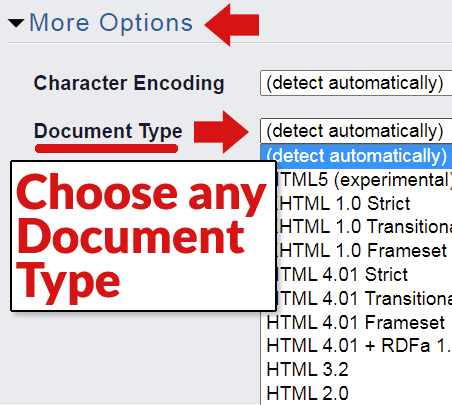 More Options
Character Encoding
(detect automatically)
Document Type
(detect automatically)
(detect automatically)
HTML5 (experimental)
HTML 1.0 Strict
HTML 1.0 Transitiona
HTML 1.0 Frameset
HTML 4.01 Strict
HTML 4.01 Transitiona
HTML 4.01 Frameset
HTML 4.01 + RDFa 1.
HTML 3.2
HTML 2.0
Choose any
Document
Type